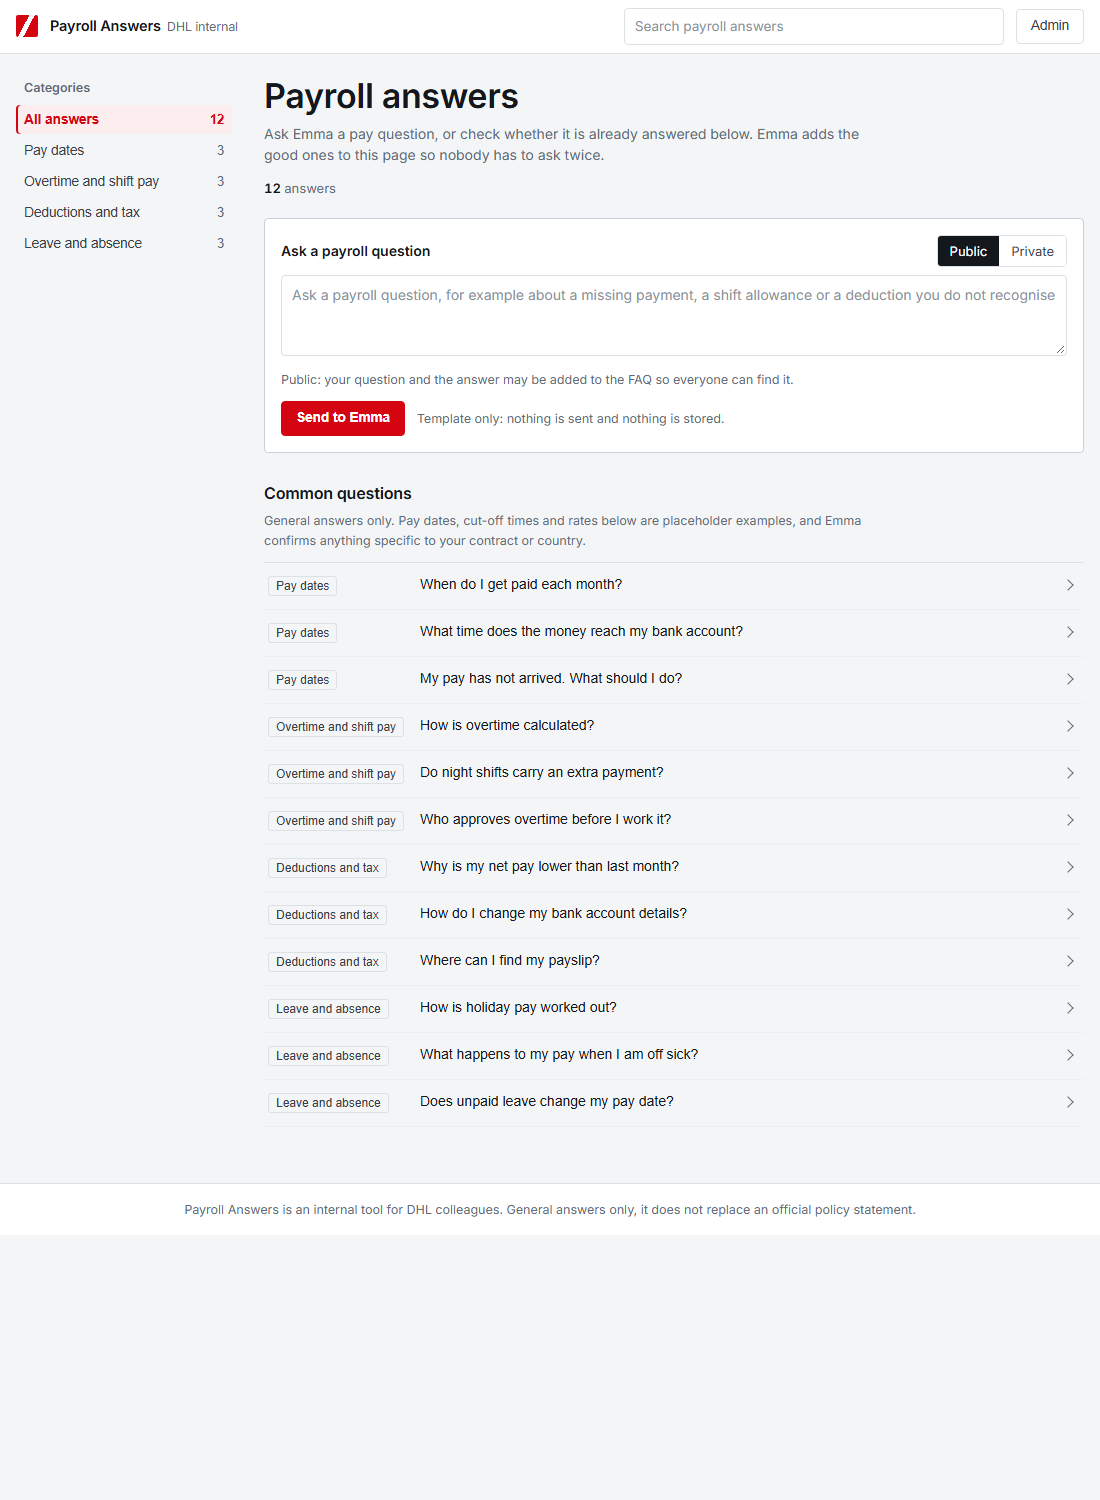 Payroll Answers DHL internal
Search payroll answers
Admin
Categories
All answers 12
Pay dates 3
Overtime and shift pay 3
Deductions and tax 3
Leave and absence 3
Payroll answers
Ask Emma a pay question, or check whether it is already answered below. Emma adds the
good ones to this page so nobody has to ask twice.
12 answers
Ask a payroll question
Public Private
Ask a payroll question, for example about a missing payment, a shift allowance or a deduction you do not recognise
Public: your question and the answer may be added to the FAQ so everyone can find it.
Send to Emma Template only: nothing is sent and nothing is stored.
Common questions
General answers only. Pay dates, cut-off times and rates below are placeholder examples, and Emma
confirms anything specific to your contract or country.
Pay dates When do I get paid each month?
Pay dates What time does the money reach my bank account?
Pay dates My pay has not arrived. What should I do?
Overtime and shift pay How is overtime calculated?
Overtime and shift pay Do night shifts carry an extra payment?
Overtime and shift pay Who approves overtime before I work it?
Deductions and tax Why is my net pay lower than last month?
Deductions and tax How do I change my bank account details?
Deductions and tax Where can I find my payslip?
Leave and absence How is holiday pay worked out?
Leave and absence What happens to my pay when I am off sick?
Leave and absence Does unpaid leave change my pay date?
Payroll Answers is an internal tool for DHL colleagues. General answers only, it does not replace an official policy statement.